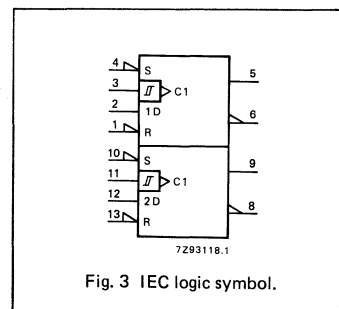 4 S 5
3 C1
2 1D 6
1 R
10 S 9
11 C1
12 2D 8
13 R
7Z93118.1
Fig. 3 IEC logic symbol.